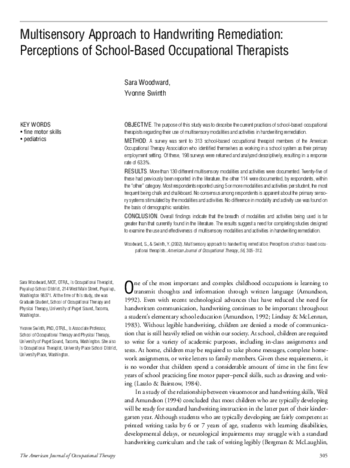 Multisensory Approach to Handwriting Remediation:
Perceptions of School-Based Occupational Therapists
Sara Woodward,
Yvonne Swinth
KEY WORDS
• fine motor skills
• pediatrics
OBJECTIVE. The purpose of this study was to describe the current practices of school-based occupational
therapists regarding their use of multisensory modalities and activities in handwriting remediation.
METHOD. A survey was sent to 313 school-based occupational therapist members of the American
Occupational Therapy Association who identified themselves as working in a school system as their primary
employment setting. Of these, 198 surveys were returned and analyzed descriptively, resulting in a response
rate of 63.3%.
RESULTS. More than 130 different multisensory modalities and activities were documented. Twenty-five of
these had previously been reported in the literature; the other 114 were documented, by respondents, within
the "other" category. Most respondents reported using 5 or more modalities and activities per student, the most
frequent being chalk and chalkboard. No consensus among respondents is apparent about the primary senso-
ry systems stimulated by the modalities and activities. No difference in modality and activity use was found on
the basis of demographic variables.
CONCLUSION. Overall findings indicate that the breadth of modalities and activities being used is far
greater than that currently found in the literature. The results suggest a need for completing studies designed
to examine the use and effectiveness of multisensory modalities and activities in handwriting remediation.
Woodward, S., & Swinth, Y. (2002). Multisensory approach to handwriting remediation: Perceptions of school-based occu-
pational therapists. American Journal of Occupational Therapy, 56, 305–312.
Sara Woodward, MOT, OTR/L, is Occupational Therapist,
Puyallup School District, 214 West Main Street, Puyallup,
Washington 98371. At the time of this study, she was
Graduate Student, School of Occupational Therapy and
Physical Therapy, University of Puget Sound, Tacoma,
Washington.
Yvonne Swinth, PhD, OTR/L, is Associate Professor,
School of Occupational Therapy and Physical Therapy,
University of Puget Sound, Tacoma, Washington. She also
is Occupational Therapist, University Place School District,
University Place, Washington.
One of the most important and complex childhood occupations is learning to
transmit thoughts and information through written language (Amundson,
1992). Even with recent technological advances that have reduced the need for
handwritten communication, handwriting continues to be important throughout
a student's elementary school education (Amundson, 1992; Lindsay & McLennan,
1983). Without legible handwriting, children are denied a mode of communica-
tion that is still heavily relied on within our society. At school, children are required
to write for a variety of academic purposes, including in-class assignments and
tests. At home, children may be required to take phone messages, complete home-
work assignments, or write letters to family members. Given these requirements, it
is no wonder that children spend a considerable amount of time in the first few
years of school practicing fine motor paper–pencil skills, such as drawing and writ-
ing (Laszlo & Bairstow, 1984).
In a study of the relationship between visuomotor and handwriting skills, Weil
and Amundson (1994) concluded that most children who are typically developing
will be ready for standard handwriting instruction in the latter part of their kinder-
garten year. Although students who are typically developing are fairly competent at
printed writing tasks by 6 or 7 years of age, students with learning disabilities,
developmental delays, or neurological impairments may struggle with a standard
handwriting curriculum and the task of writing legibly (Bergman & McLaughlin,
The American Journal of Occupational Therapy
305